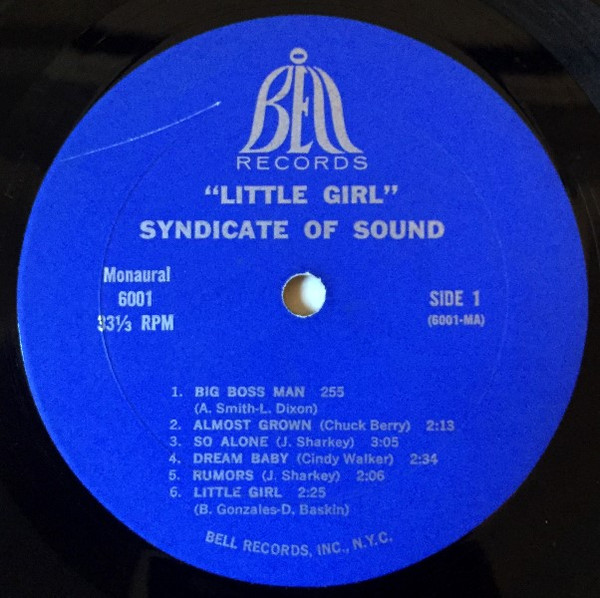 Bell
RECORDS
"LITTLE GIRL"
SYNDICATE OF SOUND
Monaural
6001
33⅓ RPM
SIDE 1
(6001-MA)
1. BIG BOSS MAN 255
(A. Smith-L. Dixon)
2. ALMOST GROWN (Chuck Berry) 2:13
3. SO ALONE (J. Sharkey) 3:05
4. DREAM BABY (Cindy Walker) 2:34
5. RUMORS (J. Sharkey) 2:06
6. LITTLE GIRL 2:25
(B. Gonzales-D. Baskin)
BELL RECORDS, INC., N.Y.C.